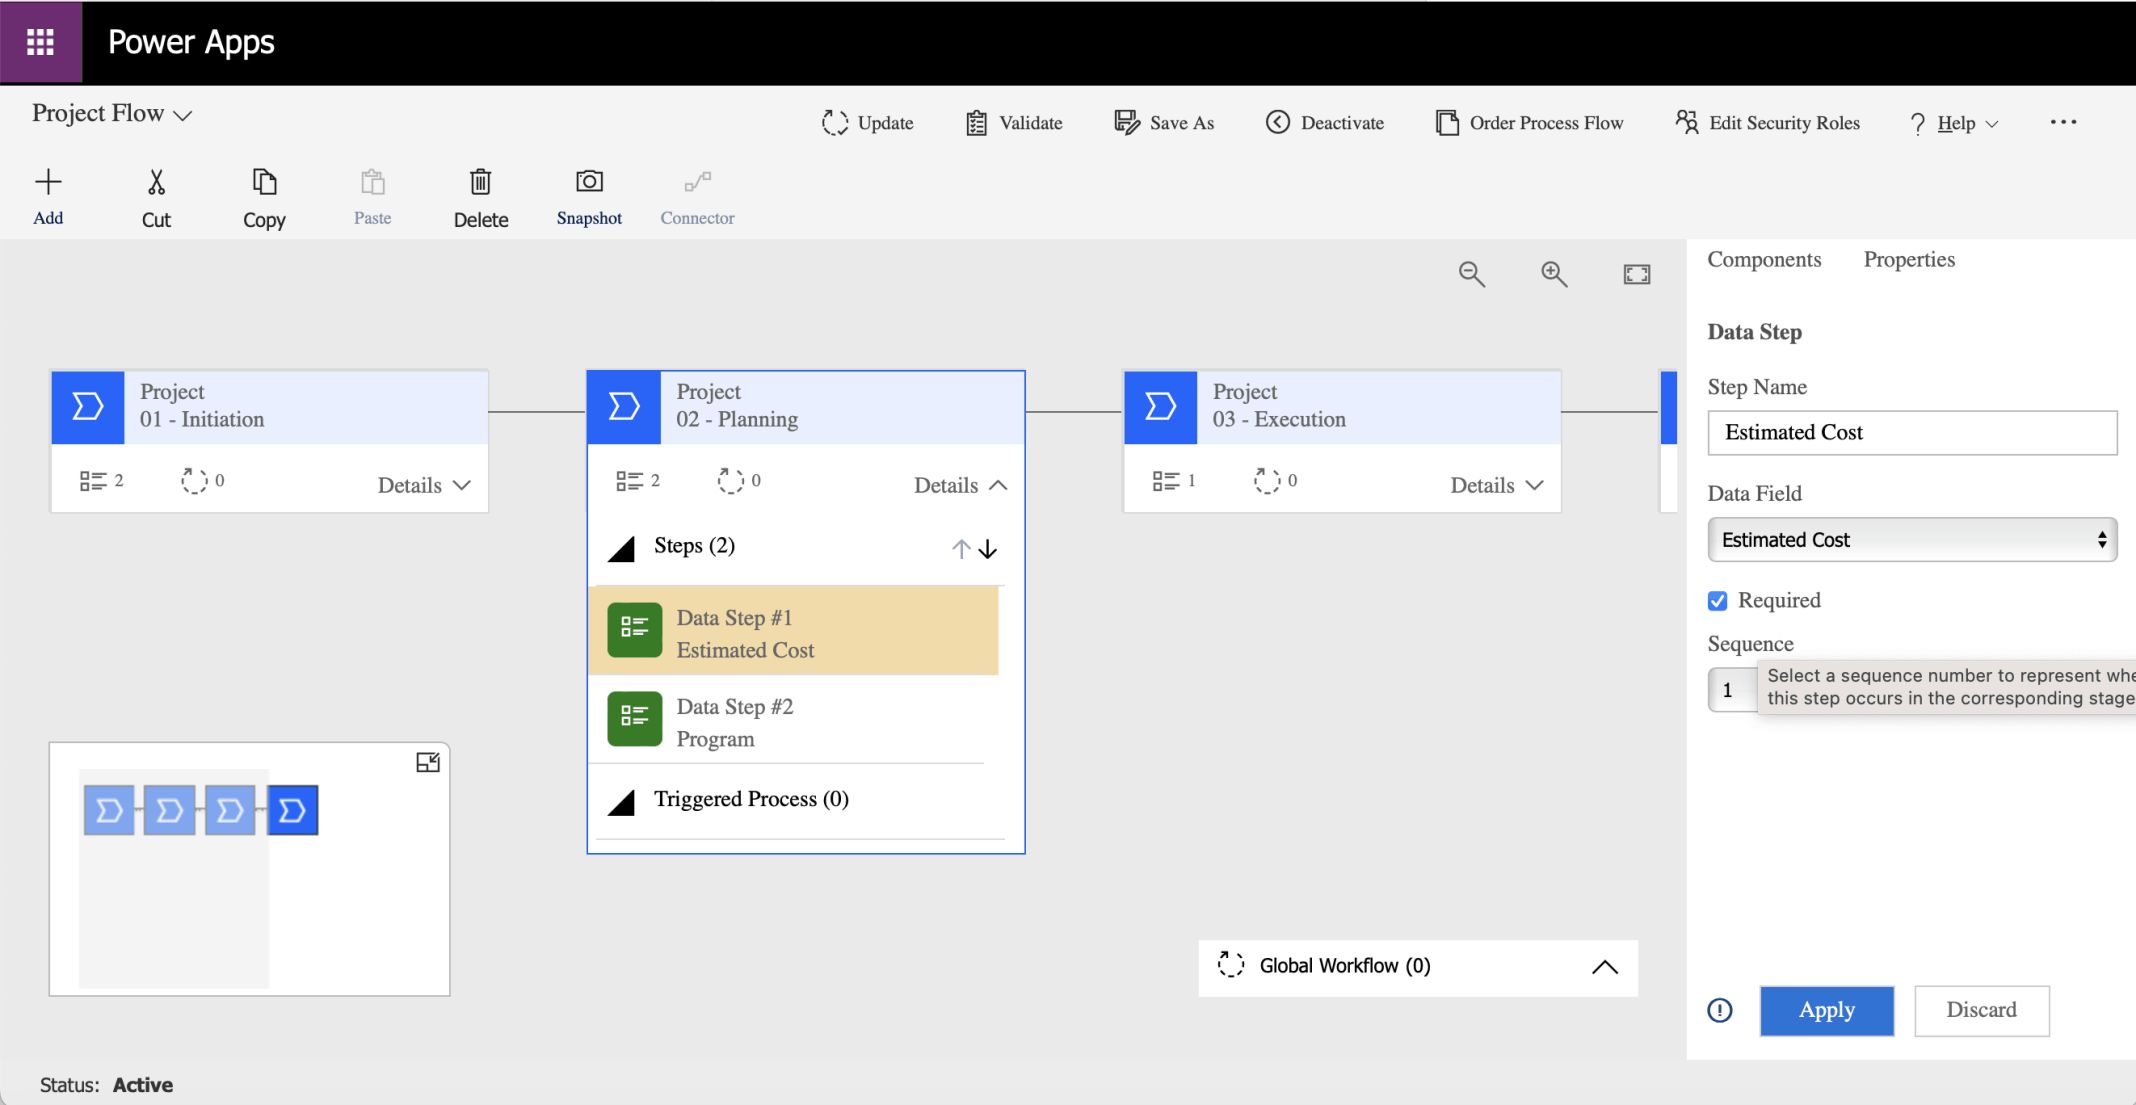 Power Apps
Project Flow
Update
Validate
Save As
Deactivate
Order Process Flow
Edit Security Roles
? Help
...
Add
Cut
Copy
Paste
Delete
Snapshot
Connector
Components
Properties
Project
01 - Initiation
2
0
Details
Project
02 - Planning
2
0
Details
Steps (2)
Data Step #1
Estimated Cost
Data Step #2
Program
Triggered Process (0)
Project
03 - Execution
1
0
Details
Global Workflow (0)
Data Step
Step Name
Estimated Cost
Data Field
Estimated Cost
Required
Sequence
1
Select a sequence number to represent whe
this step occurs in the corresponding stage
Apply
Discard
Status: Active